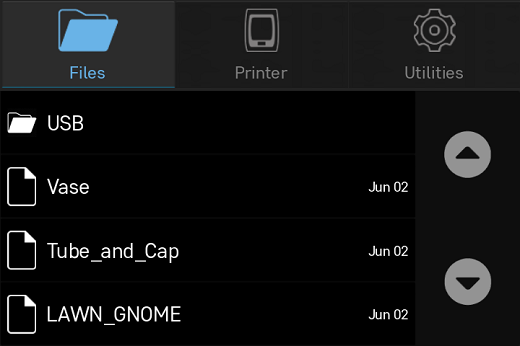 Files
Printer
Utilities
USB
Vase Jun 02
Tube_and_Cap Jun 02
LAWN_GNOME Jun 02